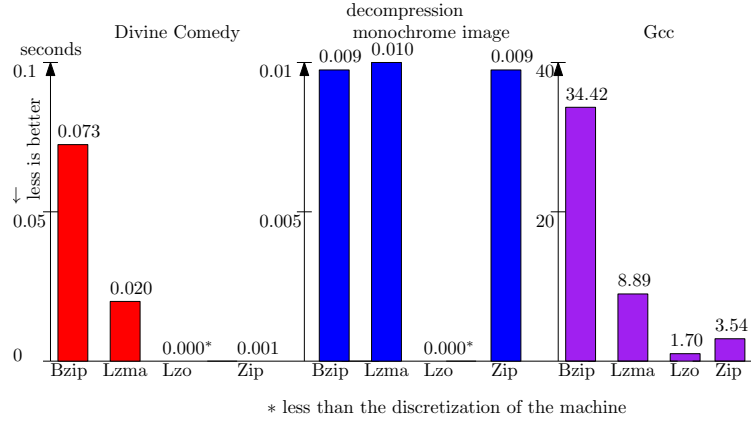 decompression
Divine Comedy
monochrome image
Gcc
seconds
0.1
0.05
0
← less is better
0.073
0.020
0.000*
0.001
Bzip
Lzma
Lzo
Zip
0.01
0.005
0.009
0.010
0.000*
0.009
Bzip
Lzma
Lzo
Zip
40
20
34.42
8.89
1.70
3.54
Bzip
Lzma
Lzo
Zip
* less than the discretization of the machine